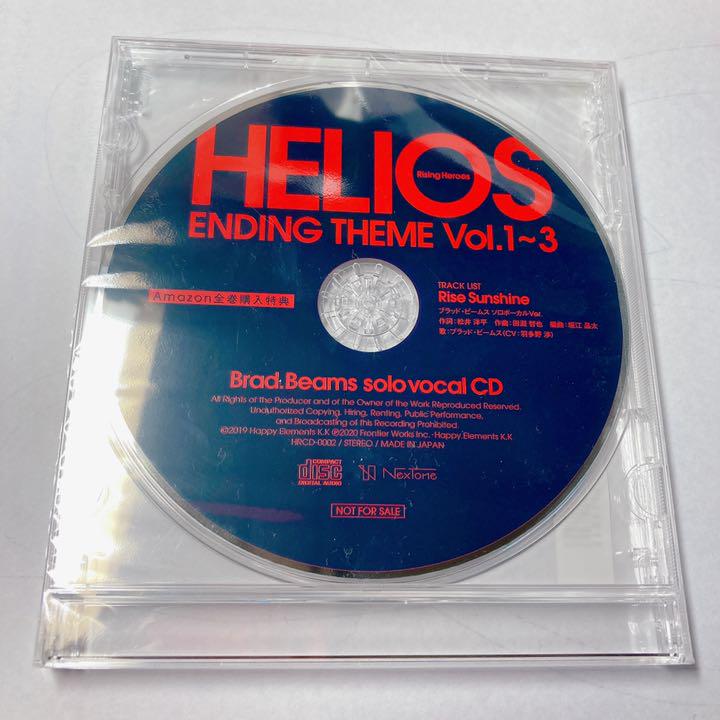 HELIOS
Rising Heroes
ENDING THEME Vol.1~3
Amazon全巻購入特典
TRACK LIST
Rise Sunshine
ブラッド・ビームス ソロボーカルVer.
作詞：松井 洋平 作曲：田淵 智也 編曲：堀江 晶太
歌：ブラッド・ビームス(CV：羽多野 渉)
Brad.Beams solo vocal CD
All Rights of the Producer and of the Owner of the Work Reproduced Reserved.
Unauthorized Copying, Hiring, Renting, Public Performance,
and Broadcasting of this Recording Prohibited.
©2019 Happy Elements K.K ℗2020 Frontier Works Inc.・Happy Elements K.K
HRCD-0002 / STEREO / MADE IN JAPAN
COMPACT
disc
DIGITAL AUDIO
NexTone
NOT FOR SALE